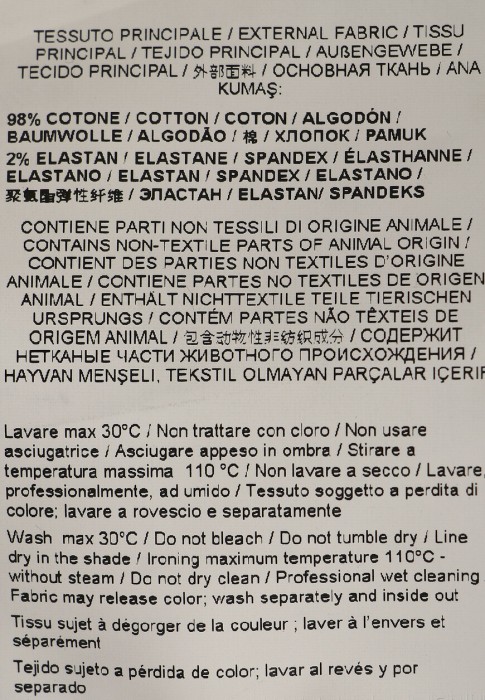 TESSUTO PRINCIPALE / EXTERNAL FABRIC / TISSU
PRINCIPAL / TEJIDO PRINCIPAL / AUßENGEWEBE /
TECIDO PRINCIPAL / 外部面料 / ОСНОВНАЯ ТКАНЬ / ANA
KUMAŞ:
98% COTONE / COTTON / COTON / ALGODÓN /
BAUMWOLLE / ALGODÃO / 棉 / ХЛОПОК / PAMUK
2% ELASTAN / ELASTANE / SPANDEX / ÉLASTHANNE /
ELASTANO / ELASTAN / SPANDEX / ELASTANO /
聚氨酯弹性纤维 / ЭЛАСТАН / ELASTAN/ SPANDEKS
CONTIENE PARTI NON TESSILI DI ORIGINE ANIMALE /
CONTAINS NON-TEXTILE PARTS OF ANIMAL ORIGIN /
CONTIENT DES PARTIES NON TEXTILES D'ORIGINE
ANIMALE / CONTIENE PARTES NO TEXTILES DE ORIGEN
ANIMAL / ENTHÄLT NICHTTEXTILE TEILE TIERISCHEN
URSPRUNGS / CONTÉM PARTES NÃO TÊXTEIS DE
ORIGEM ANIMAL / 包含动物性非纺织成分 / СОДЕРЖИТ
НЕТКАНЫЕ ЧАСТИ ЖИВОТНОГО ПРОИСХОЖДЕНИЯ /
HAYVAN MENŞELİ, TEKSTIL OLMAYAN PARÇALAR IÇERIR
Lavare max 30°C / Non trattare con cloro / Non usare
asciugatrice / Asciugare appeso in ombra / Stirare a
temperatura massima 110 °C / Non lavare a secco / Lavare,
professionalmente, ad umido / Tessuto soggetto a perdita di
colore; lavare a rovescio e separatamente
Wash max 30°C / Do not bleach / Do not tumble dry / Line
dry in the shade / Ironing maximum temperature 110°C -
without steam / Do not dry clean / Professional wet cleaning
Fabric may release color; wash separately and inside out
Tissu sujet à dégorger de la couleur ; laver à l'envers et
séparément
Tejido sujeto a pérdida de color; lavar al revés y por
separado